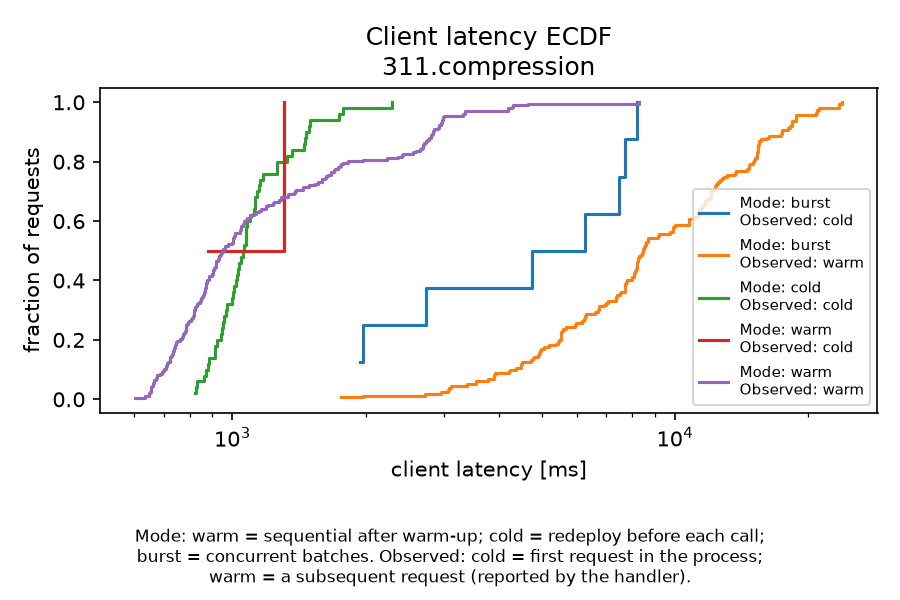 Client latency ECDF
311.compression
fraction of requests
1.0
0.8
0.6
0.4
0.2
0.0
Mode: burst
Observed: cold
Mode: burst
Observed: warm
Mode: cold
Observed: cold
Mode: warm
Observed: cold
Mode: warm
Observed: warm
10³
10⁴
client latency [ms]
Mode: warm = sequential after warm-up; cold = redeploy before each call;
burst = concurrent batches. Observed: cold = first request in the process;
warm = a subsequent request (reported by the handler).